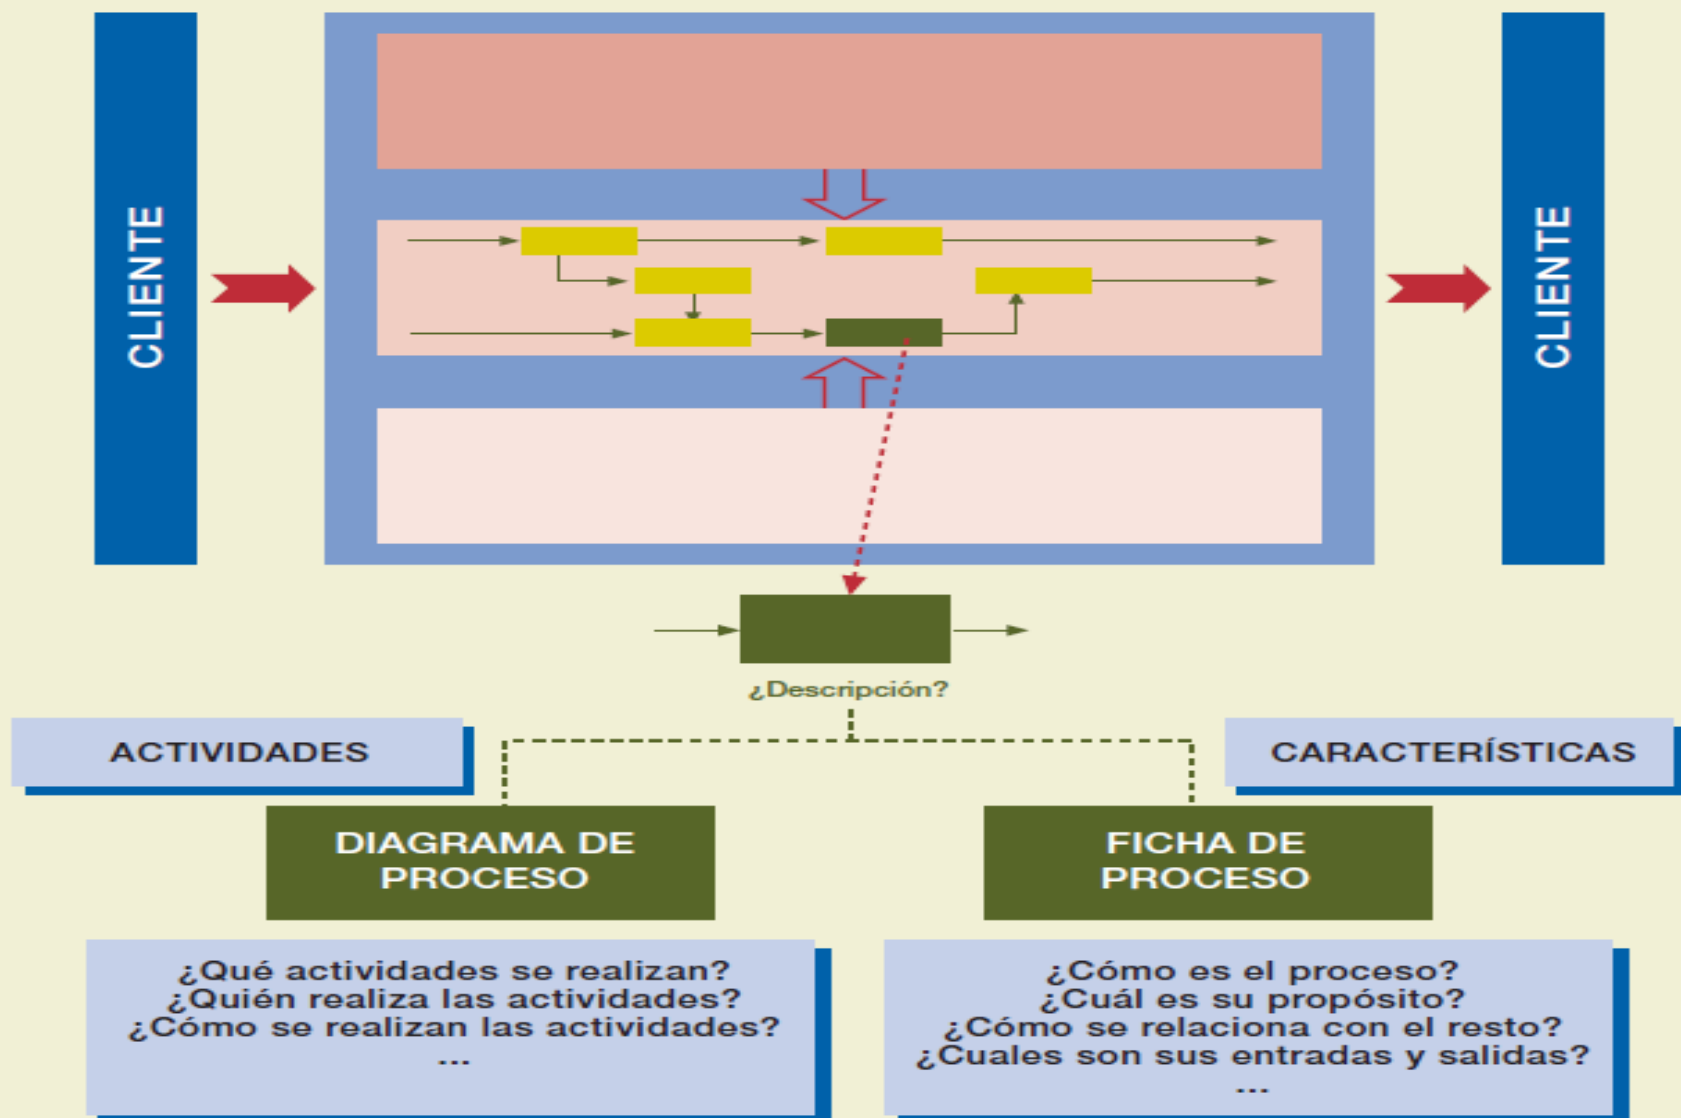 CLIENTE
CLIENTE
¿Descripción?
ACTIVIDADES
CARACTERÍSTICAS
DIAGRAMA DE
PROCESO
FICHA DE
PROCESO
¿Qué actividades se realizan?
¿Quién realiza las actividades?
¿Cómo se realizan las actividades?
...
¿Cómo es el proceso?
¿Cuál es su propósito?
¿Cómo se relaciona con el resto?
¿Cuales son sus entradas y salidas?
...